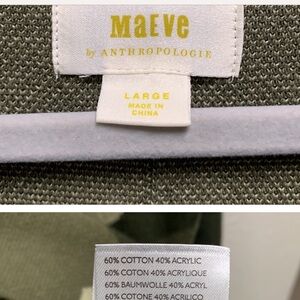 MaEVe
by ANTHROPOLOGIE
LARGE
MADE IN
CHINA
60% COTTON 40% ACRYLIC
60% COTON 40% ACRYLIQUE
60% BAUMWOLLE 40% ACRYL
60% COTONE 40% ACRILICO